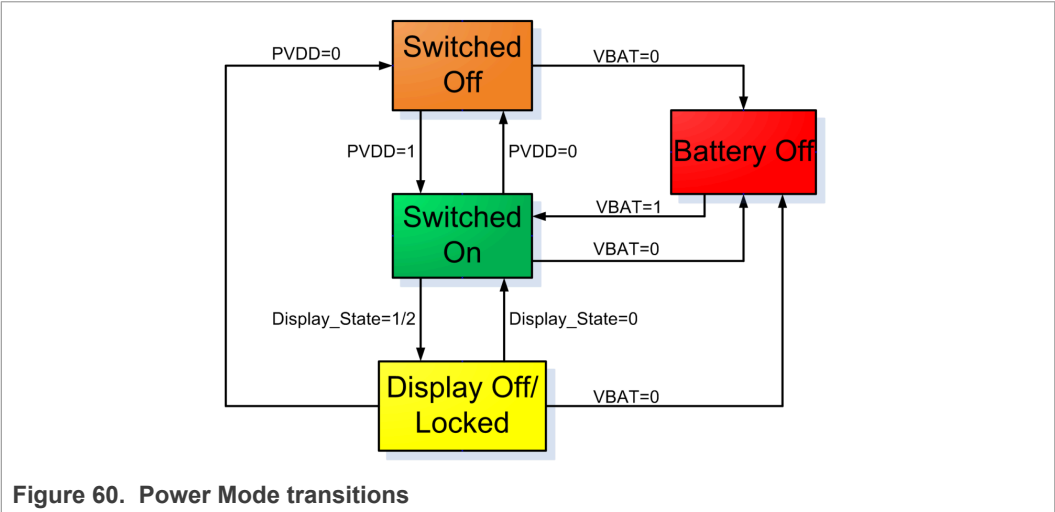 PVDD=0
Switched
Off
VBAT=0
Battery Off
PVDD=1
PVDD=0
Switched
On
VBAT=1
VBAT=0
Display_State=1/2
Display_State=0
Display Off/
Locked
VBAT=0
Figure 60. Power Mode transitions